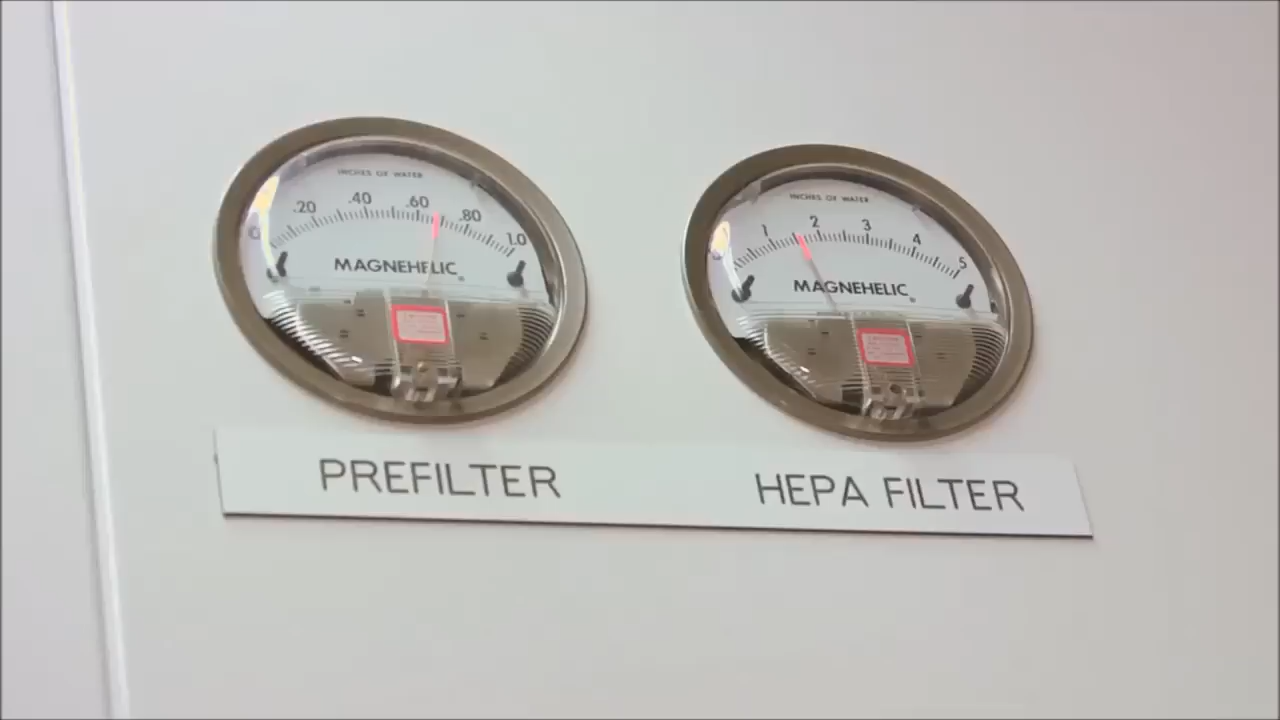 INCHES OF WATER
0 .20 .40 .60 .80 1.0
MAGNEHELIC®
PREFILTER
INCHES OF WATER
1 2 3 4 5
MAGNEHELIC®
HEPA FILTER